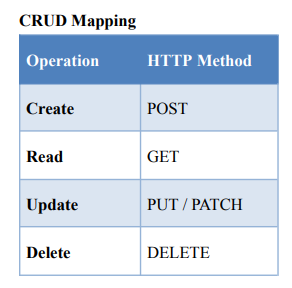 CRUD Mapping
Operation HTTP Method
Create POST
Read GET
Update PUT / PATCH
Delete DELETE